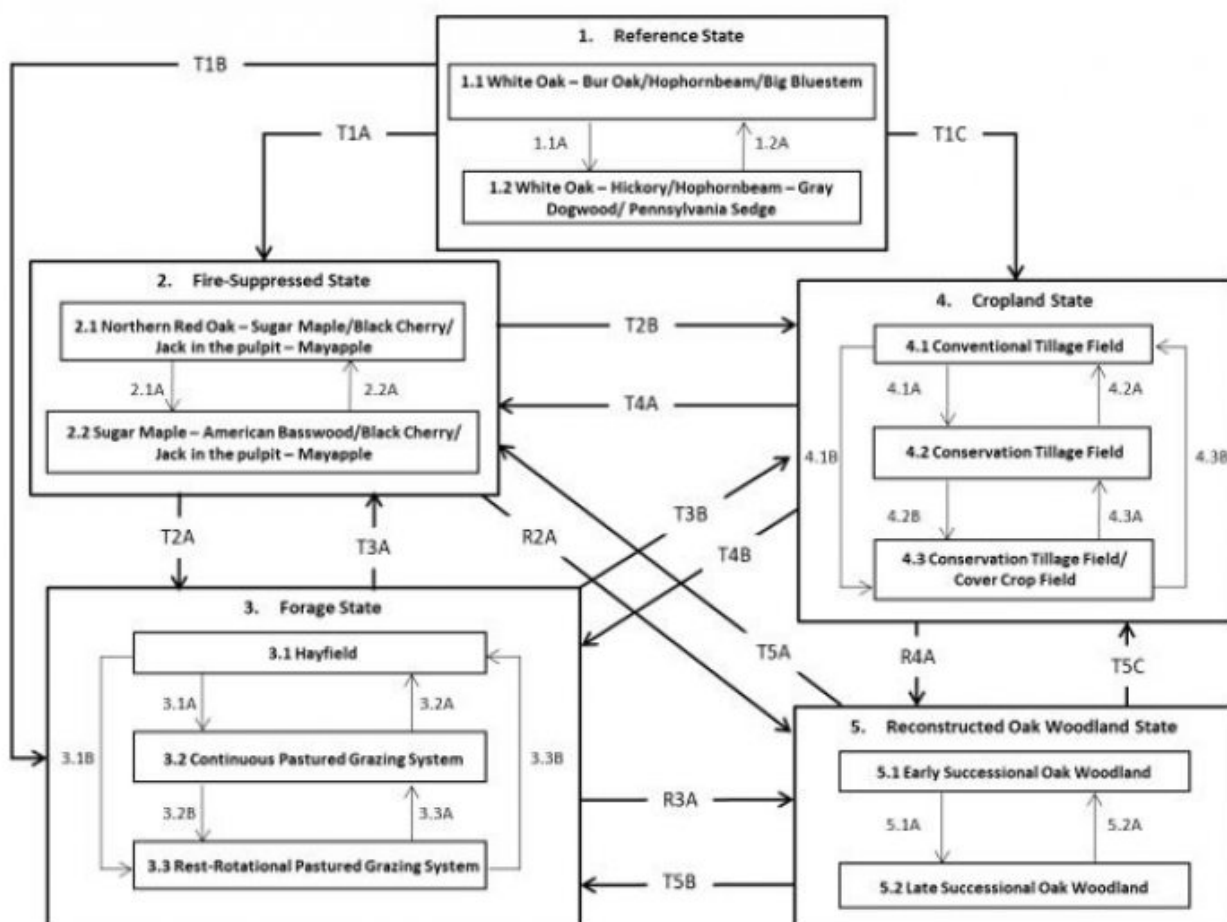 1. Reference State
T1B
1.1 White Oak – Bur Oak/Hophornbeam/Big Bluestem
T1A
1.1A
1.2A
T1C
1.2 White Oak – Hickory/Hophornbeam – Gray
Dogwood/ Pennsylvania Sedge
2. Fire-Suppressed State
2.1 Northern Red Oak – Sugar Maple/Black Cherry/
Jack in the pulpit – Mayapple
2.1A
2.2A
2.2 Sugar Maple – American Basswood/Black Cherry/
Jack in the pulpit – Mayapple
T2B
T4A
4. Cropland State
4.1 Conventional Tillage Field
4.1A
4.2A
4.2 Conservation Tillage Field
4.1B
4.3B
4.2B
4.3A
4.3 Conservation Tillage Field/
Cover Crop Field
T2A
T3A
R2A
T3B
T4B
T5A
R4A
T5C
3. Forage State
3.1 Hayfield
3.1A
3.2A
3.1B
3.2 Continuous Pastured Grazing System
3.3B
3.2B
3.3A
3.3 Rest-Rotational Pastured Grazing System
R3A
T5B
5. Reconstructed Oak Woodland State
5.1 Early Successional Oak Woodland
5.1A
5.2A
5.2 Late Successional Oak Woodland